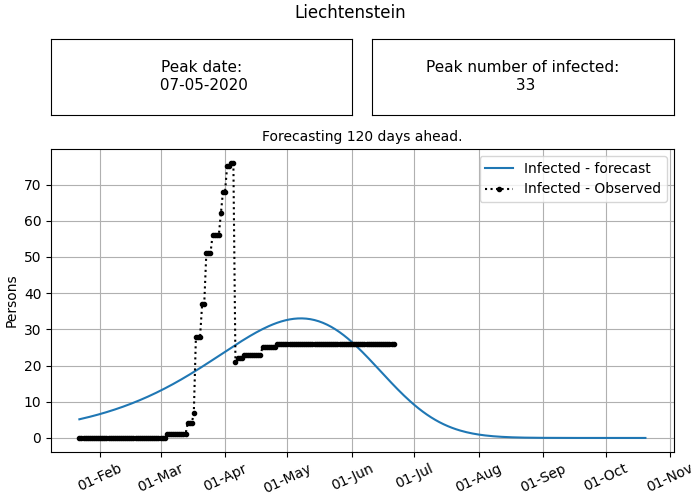 Liechtenstein
Peak date:
07-05-2020
Peak number of infected:
33
Forecasting 120 days ahead.
Infected - forecast
Infected - Observed
Persons
70
60
50
40
30
20
10
0
01-Feb
01-Mar
01-Apr
01-May
01-Jun
01-Jul
01-Aug
01-Sep
01-Oct
01-Nov